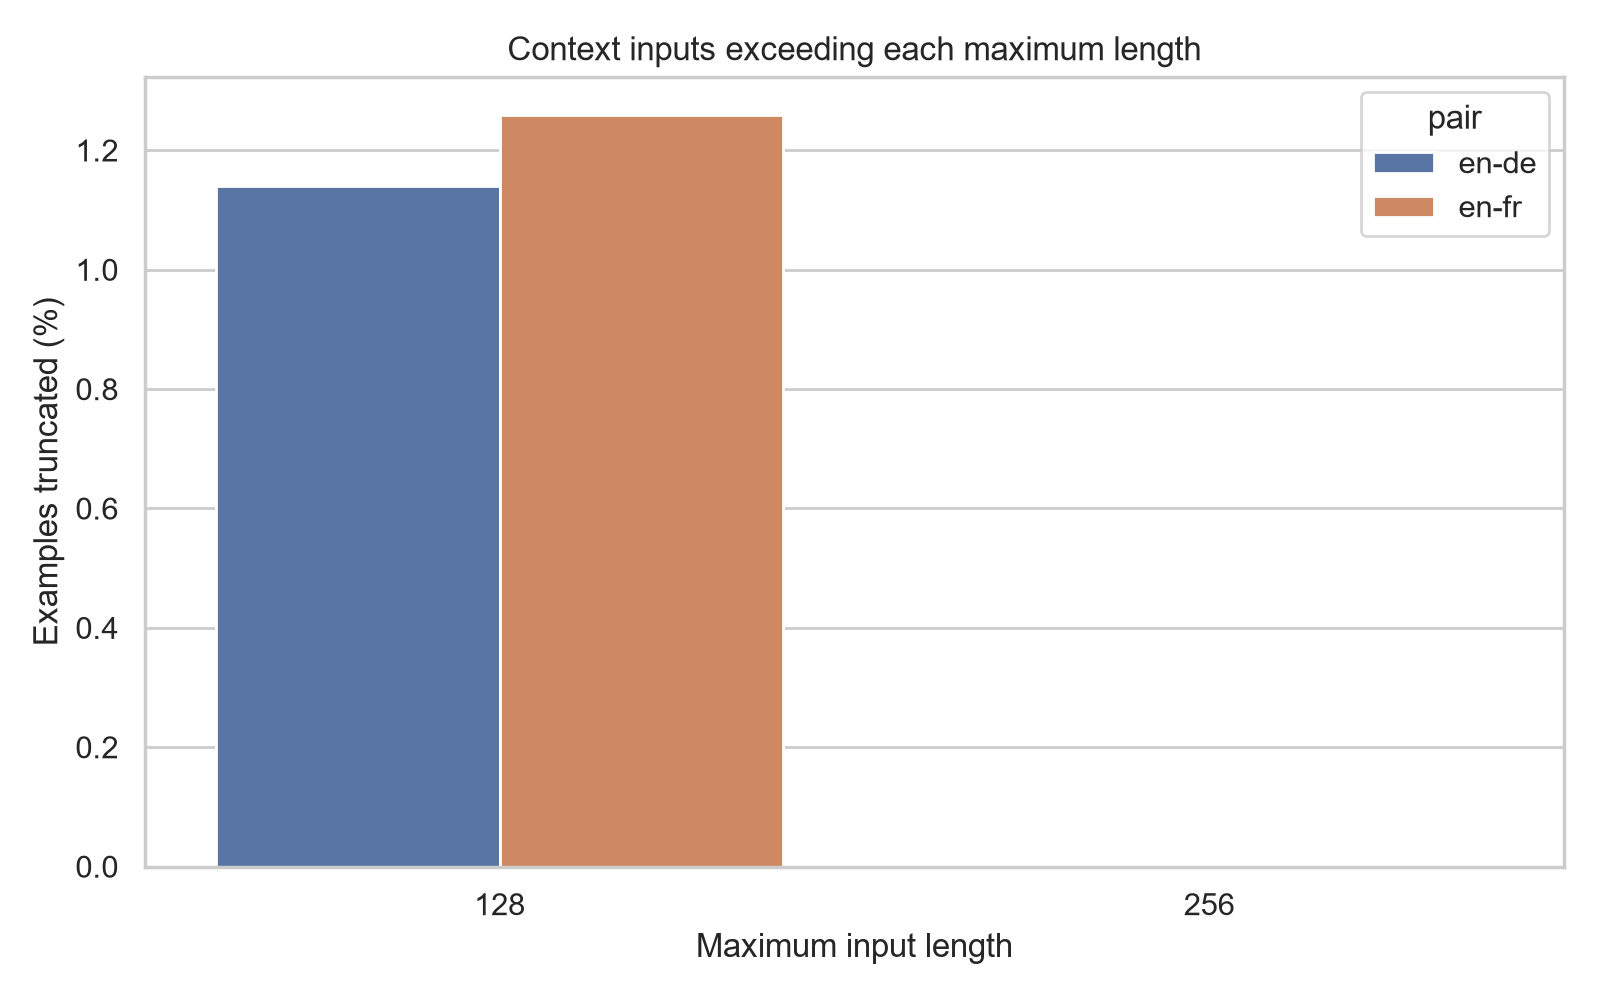 Context inputs exceeding each maximum length
pair
en-de
en-fr
Examples truncated (%)
1.2
1.0
0.8
0.6
0.4
0.2
0.0
128
256
Maximum input length